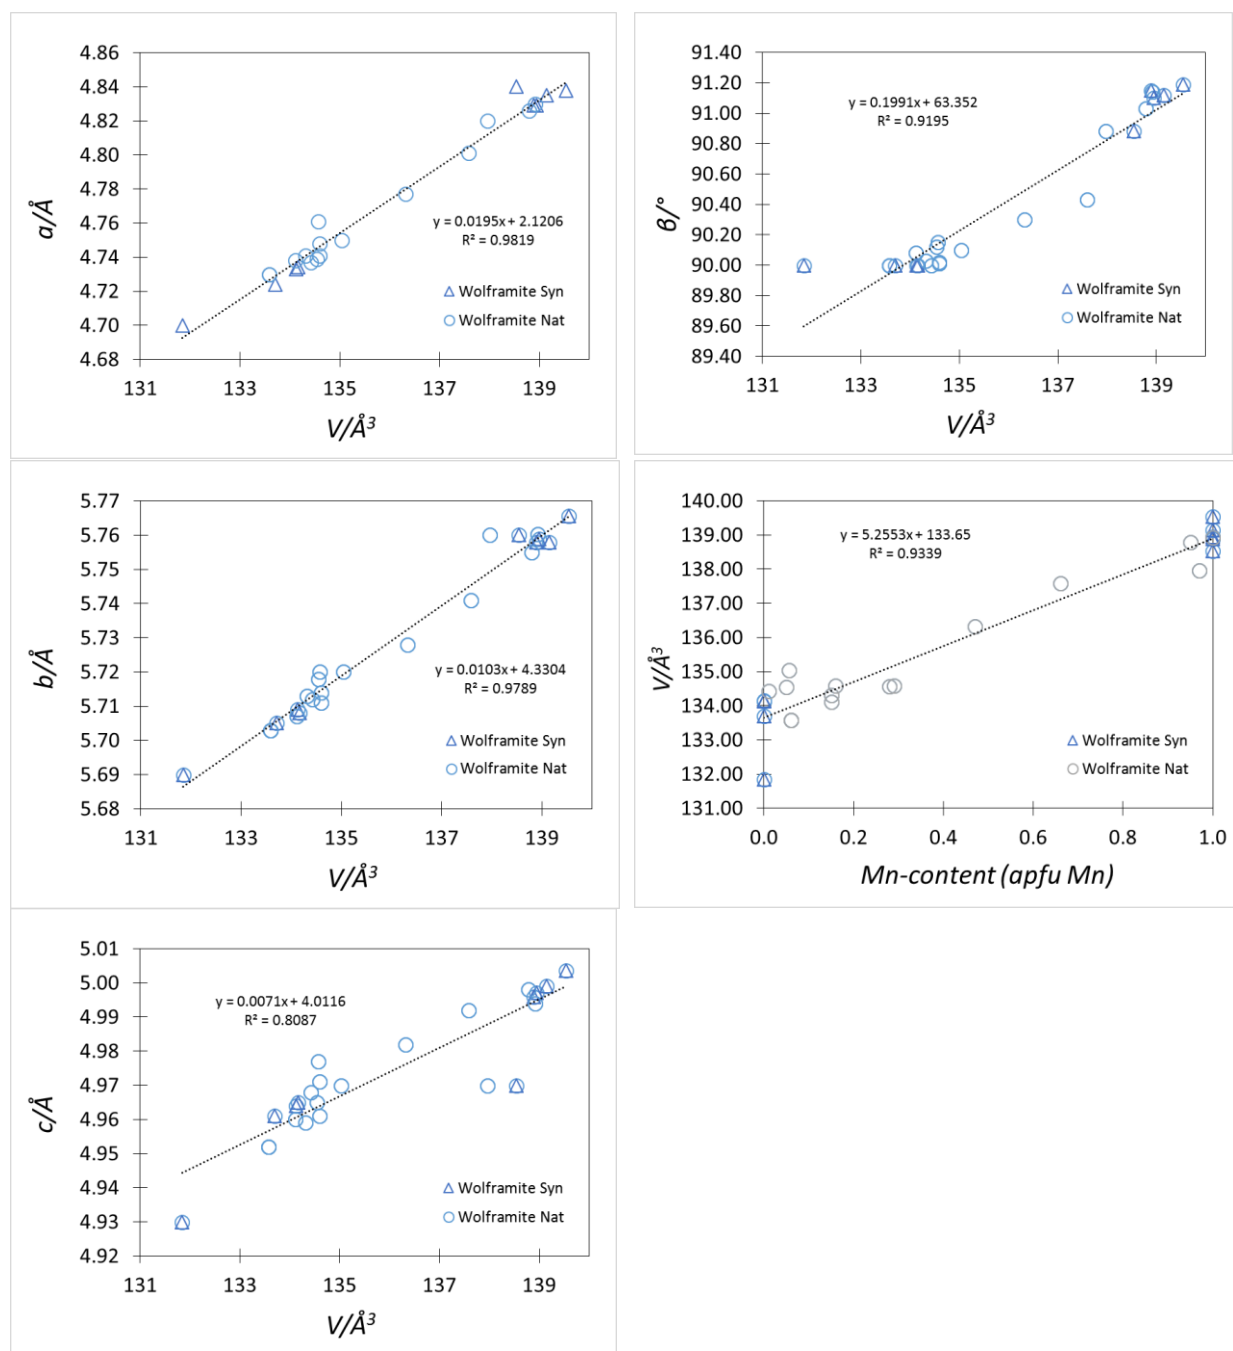 4.86
4.84
4.82
4.80
4.78
4.76
4.74
4.72
4.70
4.68
a/Å
y = 0.0195x + 2.1206
R² = 0.9819
Wolframite Syn
Wolframite Nat
131 133 135 137 139
V/Å³
91.40
91.20
91.00
90.80
90.60
90.40
90.20
90.00
89.80
89.60
89.40
β/°
y = 0.1991x + 63.352
R² = 0.9195
Wolframite Syn
Wolframite Nat
131 133 135 137 139
V/Å³
5.77
5.76
5.75
5.74
5.73
5.72
5.71
5.70
5.69
5.68
b/Å
y = 0.0103x + 4.3304
R² = 0.9789
Wolframite Syn
Wolframite Nat
131 133 135 137 139
V/Å³
140.00
139.00
138.00
137.00
136.00
135.00
134.00
133.00
132.00
131.00
V/Å³
y = 5.2553x + 133.65
R² = 0.9339
Wolframite Syn
Wolframite Nat
0.0 0.2 0.4 0.6 0.8 1.0
Mn-content (apfu Mn)
5.01
5.00
4.99
4.98
4.97
4.96
4.95
4.94
4.93
4.92
c/Å
y = 0.0071x + 4.0116
R² = 0.8087
Wolframite Syn
Wolframite Nat
131 133 135 137 139
V/Å³